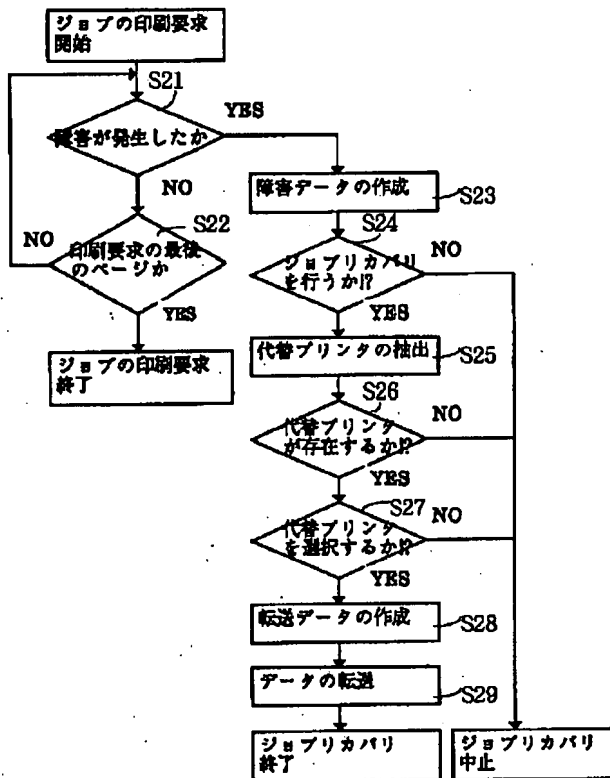 ジョブの印刷要求
開始
S21
障害が発生したか
YES
NO
S22
印刷要求の最後
のページか
NO
YES
ジョブの印刷要求
終了
障害データの作成
S23
S24
ジョブリカバリ
を行うか!?
NO
YES
代替プリンタの抽出
S25
S26
代替プリンタ
が存在するか!?
NO
YES
S27
代替プリンタ
を選択するか!?
NO
YES
転送データの作成
S28
データの転送
S29
ジョブリカバリ
終了
ジョブリカバリ
中止